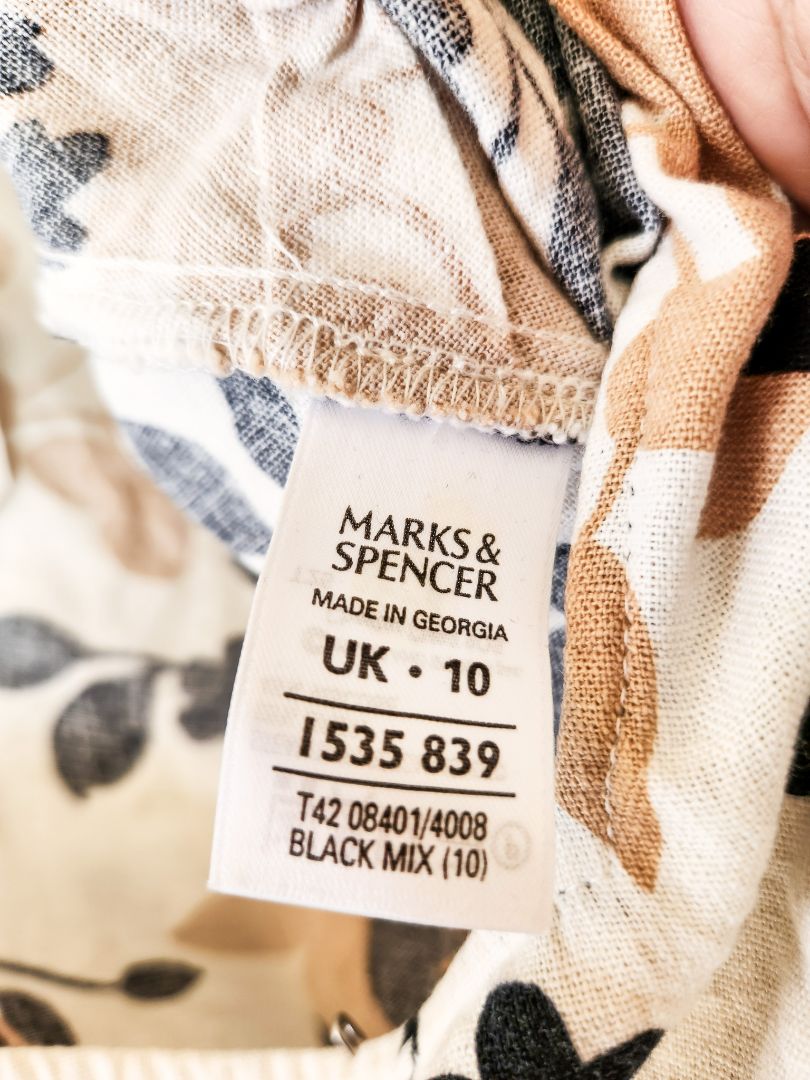 MARKS &
SPENCER
MADE IN GEORGIA
UK • 10
1535 839
T42 08401/4008
BLACK MIX (10)